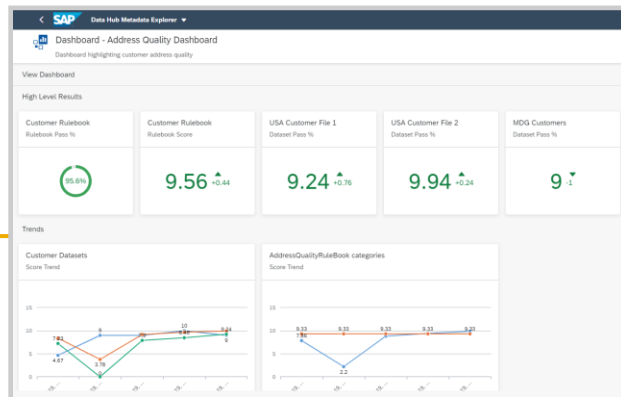 SAP Data Hub Metadata Explorer
Dashboard - Address Quality Dashboard
Dashboard highlighting customer address quality
View Dashboard
High Level Results
Customer Rulebook
Rulebook Pass %
95.6%
Customer Rulebook
Rulebook Score
9.56 +0.44
USA Customer File 1
Dataset Pass %
9.24 +0.76
USA Customer File 2
Dataset Pass %
9.94 +0.24
MDG Customers
Dataset Pass %
9 -1
Trends
Customer Datasets
Score Trend
15
10
5
0
4.67
9
3.78
0
10
9
AddressQualityRuleBook categories
Score Trend
15
10
5
0
9.33 9.33 9.33 9.33 9.33
2.2